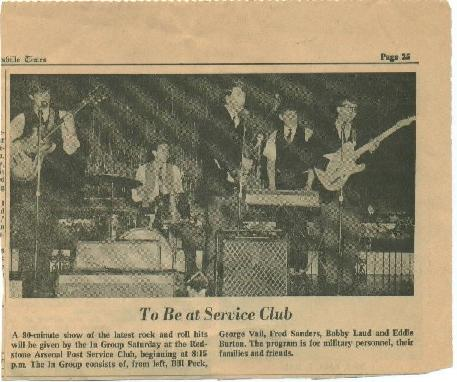 Times
Page 25
To Be at Service Club
A 90-minute show of the latest rock and roll hits
will be given by the In Group Saturday at the Red-
stone Arsenal Post Service Club, beginning at 8:15
p.m. The In Group consists of, from left, Bill Peck,
George Vail, Fred Sanders, Bobby Laud and Eddie
Burton. The program is for military personnel, their
families and friends.